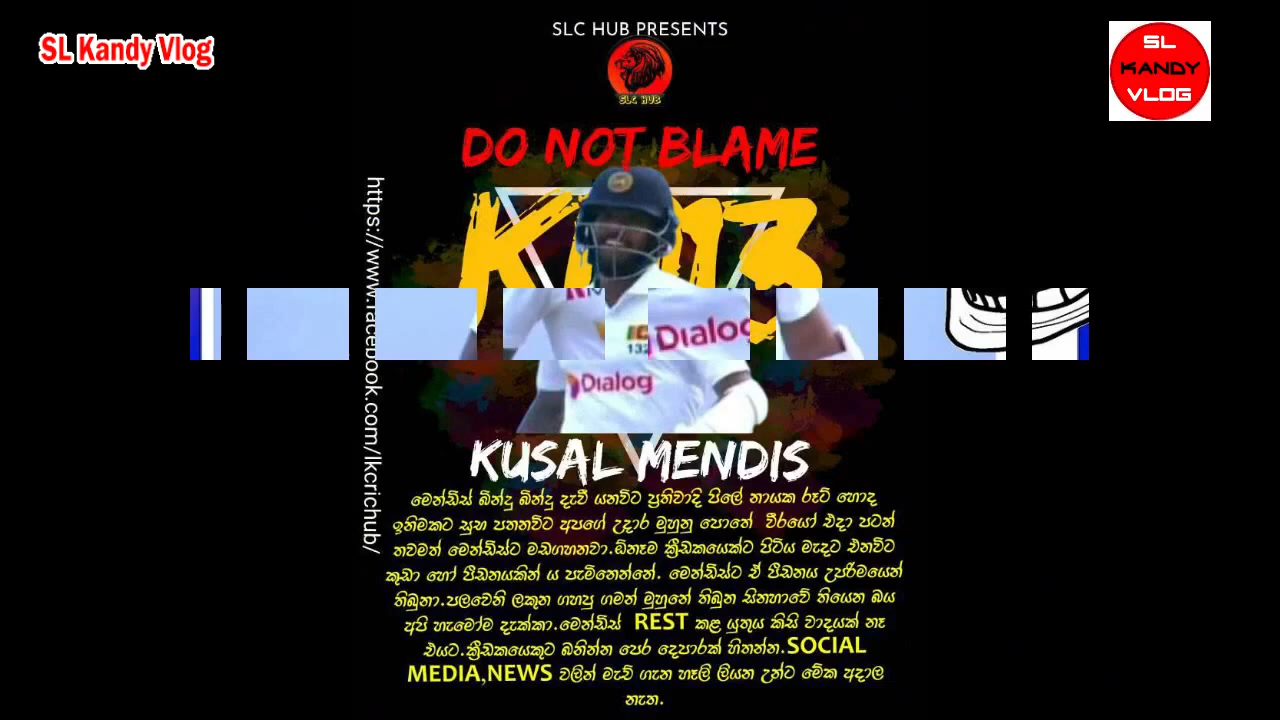 SLC HUB PRESENTS
SL Kandy Vlog
SL
KANDY
VLOG
SLC HUB
DO NOT BLAME
https://www.facebook.com/lkcrichub/
132
Dialog
Dialog
KUSAL MENDIS
මෙන්ඩිස් බින්දු බින්දු දැවී යනවිට ප්‍රතිවාදි පිලේ නායක රූට් හොද
ඉනිමකට සුභ පතනවිට අපගේ උදාර මුහුනු පොතේ වීරයෝ එදා පටන්
තවමත් මෙන්ඩිස්ට මඩගහනවා.ඕනෑම ක්‍රීඩකයෙක්ට පිටිය මැදට එනවිට
කුඩා හෝ පීඩනයකින් ය පැමිනෙන්නේ. මෙන්ඩිස්ට ඒ පීඩනය උපරිමයෙන්
තිබුනා.පලවෙනි ලකුන ගහපු ගමන් මුහුනේ තිබුන සිනහාවේ තියෙන බය
අපි හැමෝම දැක්කා.මෙන්ඩිස් REST කළ යුතුය කිසි වාදයක් නෑ
එයට.ක්‍රීඩකයෙකුට බනින්න පෙර දෙපාරක් හිතන්න.SOCIAL
MEDIA,NEWS වලින් මැච් ගැන හෑලි ලියන උන්ට මේක අදාල
නැත.